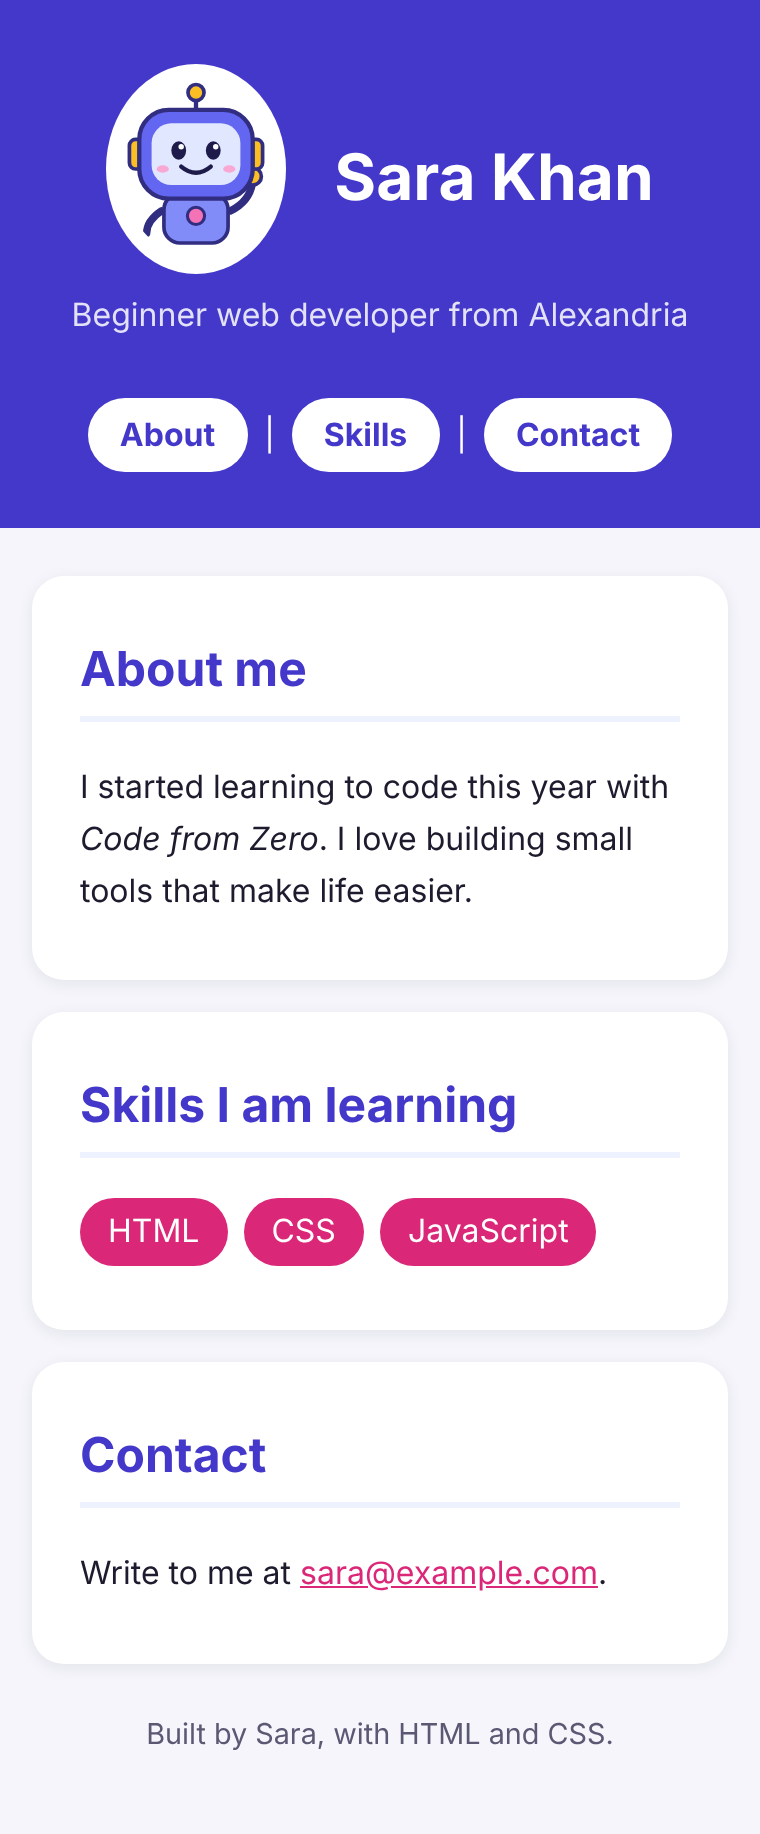 Sara Khan
Beginner web developer from Alexandria
About | Skills | Contact
About me
I started learning to code this year with
Code from Zero. I love building small
tools that make life easier.
Skills I am learning
HTML CSS JavaScript
Contact
Write to me at sara@example.com.
Built by Sara, with HTML and CSS.